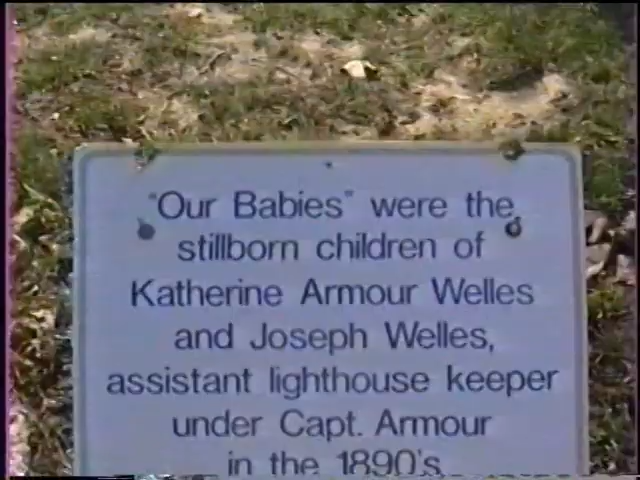 "Our Babies" were the
stillborn children of
Katherine Armour Welles
and Joseph Welles,
assistant lighthouse keeper
under Capt. Armour
in the 1890's